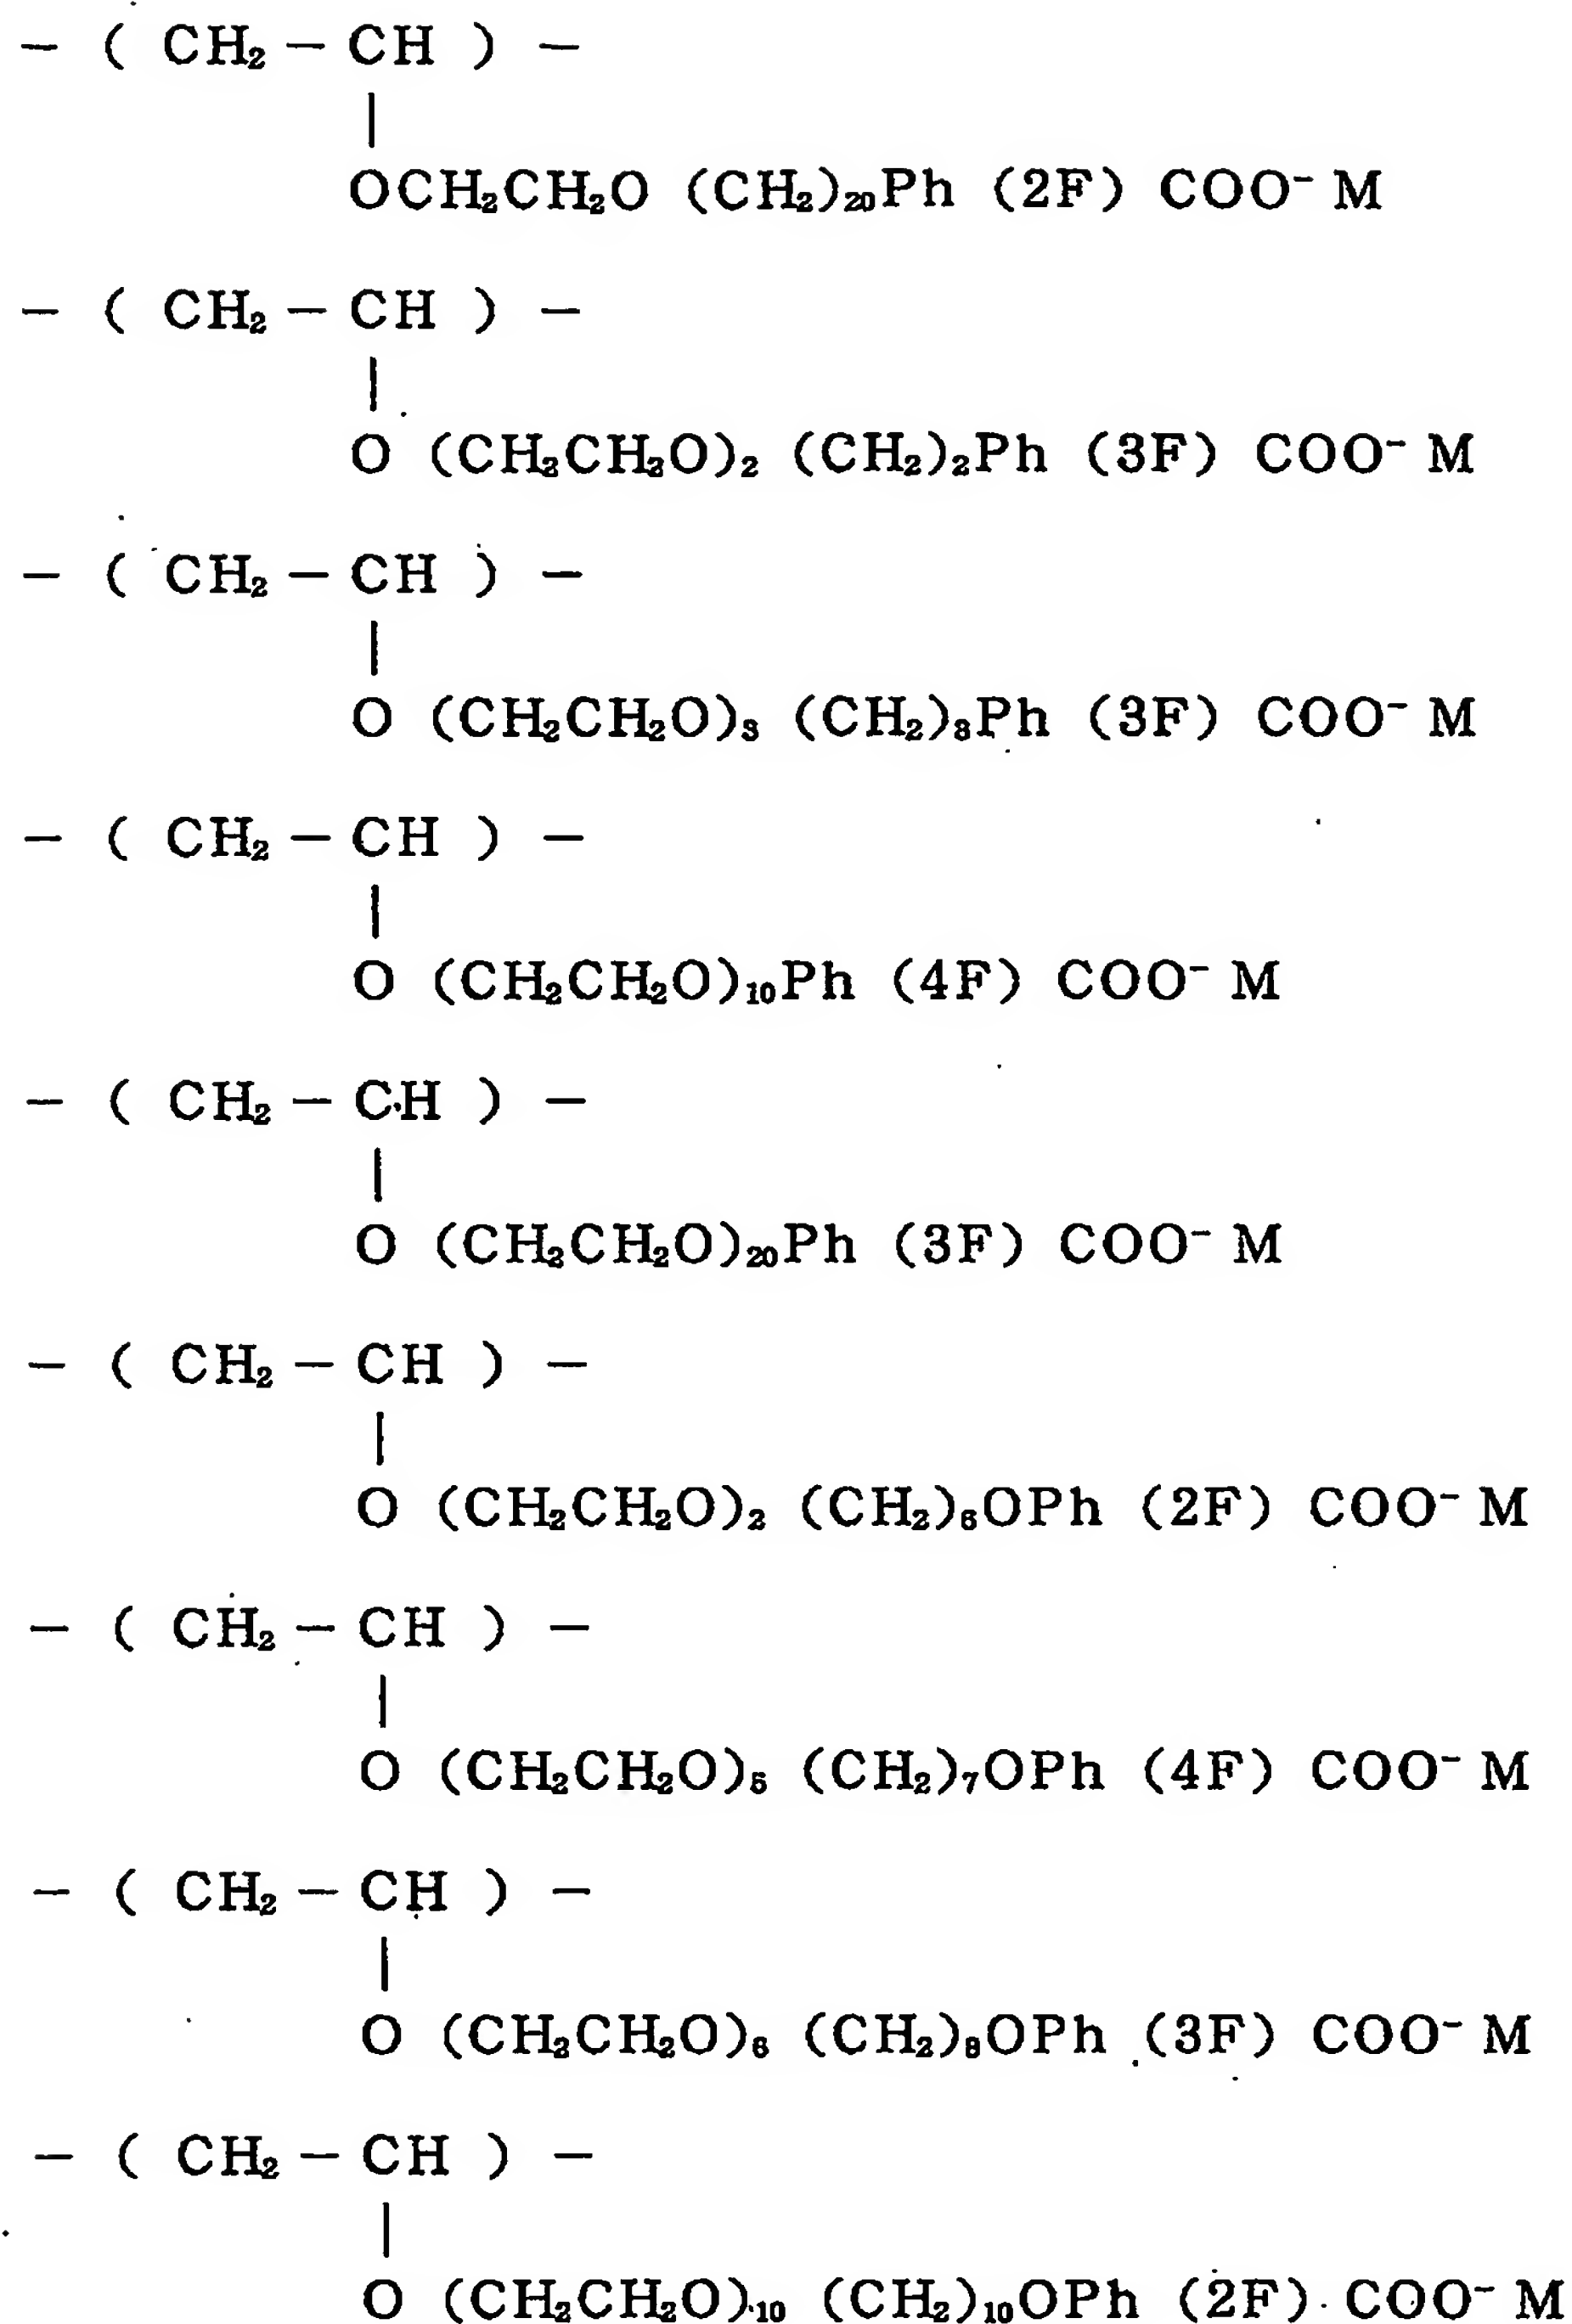 − ( CH₂ − CH ) −
|
OCH₂CH₂O (CH₂)₂₀Ph (2F) COO⁻ M
− ( CH₂ − CH ) −
|
O (CH₂CH₂O)₂ (CH₂)₂Ph (3F) COO⁻ M
− ( CH₂ − CH ) −
|
O (CH₂CH₂O)₃ (CH₂)₈Ph (3F) COO⁻ M
− ( CH₂ − CH ) −
|
O (CH₂CH₂O)₁₀Ph (4F) COO⁻ M
− ( CH₂ − CH ) −
|
O (CH₂CH₂O)₂₀Ph (3F) COO⁻ M
− ( CH₂ − CH ) −
|
O (CH₂CH₂O)₂ (CH₂)₆OPh (2F) COO⁻ M
− ( CH₂ − CH ) −
|
O (CH₂CH₂O)₅ (CH₂)₇OPh (4F) COO⁻ M
− ( CH₂ − CH ) −
|
O (CH₂CH₂O)₆ (CH₂)₈OPh (3F) COO⁻ M
− ( CH₂ − CH ) −
|
O (CH₂CH₂O)₁₀ (CH₂)₁₀OPh (2F) COO⁻ M